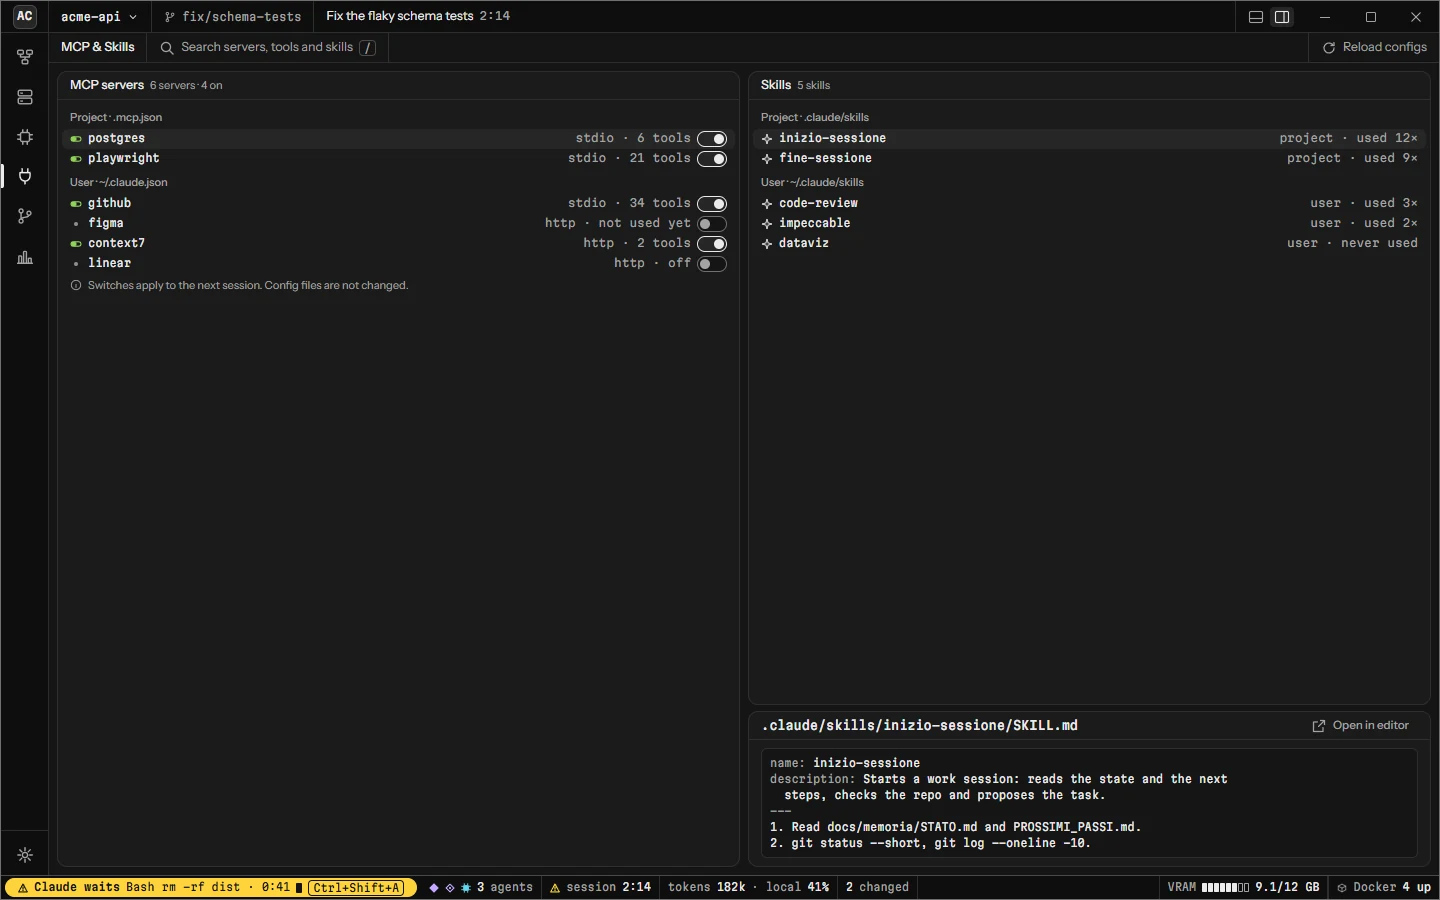 AC acme-api fix/schema-tests Fix the flaky schema tests 2:14
MCP & Skills Search servers, tools and skills / Reload configs
MCP servers 6 servers · 4 on
Project · .mcp.json
postgres stdio · 6 tools
playwright stdio · 21 tools
User · ~/.claude.json
github stdio · 34 tools
figma http · not used yet
context7 http · 2 tools
linear http · off
Switches apply to the next session. Config files are not changed.
Skills 5 skills
Project · .claude/skills
inizio-sessione project · used 12×
fine-sessione project · used 9×
User · ~/.claude/skills
code-review user · used 3×
impeccable user · used 2×
dataviz user · never used
.claude/skills/inizio-sessione/SKILL.md Open in editor
name: inizio-sessione
description: Starts a work session: reads the state and the next
steps, checks the repo and proposes the task.
---
1. Read docs/memoria/STATO.md and PROSSIMI_PASSI.md.
2. git status --short, git log --oneline -10.
Claude waits Bash rm -rf dist · 0:41 Ctrl+Shift+A 3 agents session 2:14 tokens 182k · local 41% 2 changed VRAM 9.1/12 GB Docker 4 up